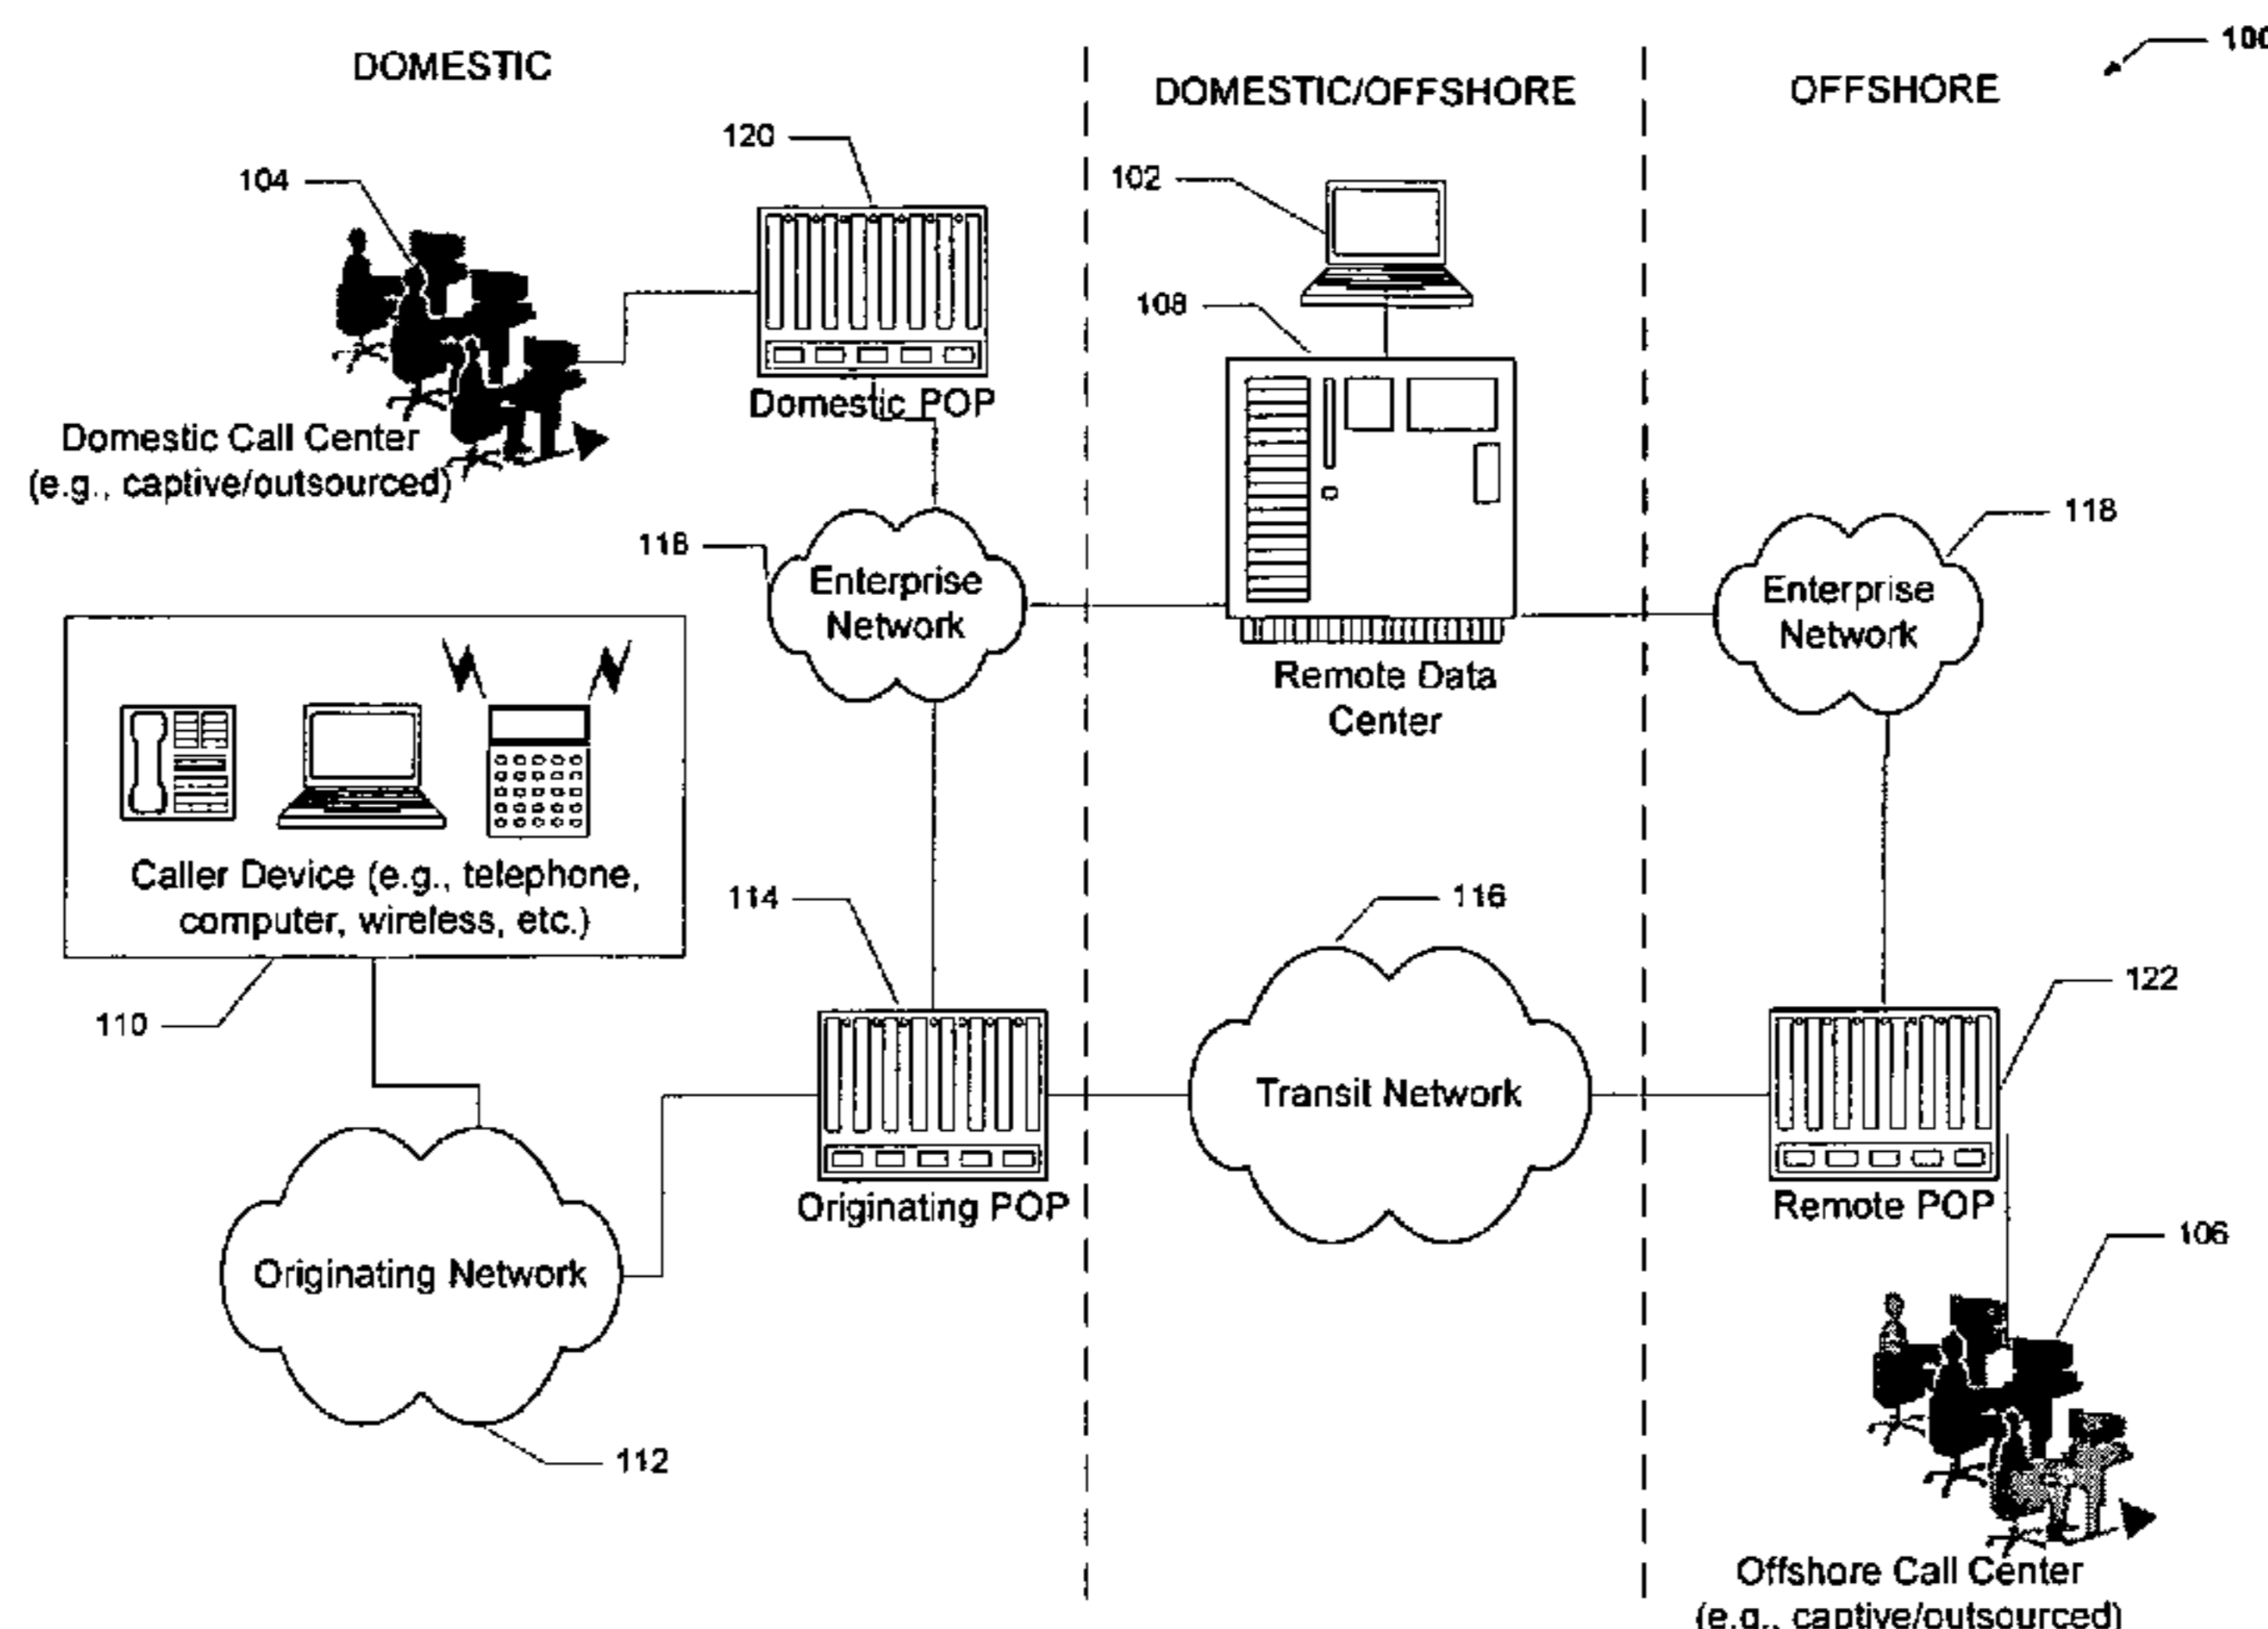 DOMESTIC
DOMESTIC/OFFSHORE
OFFSHORE
100
120
104
102
108
Domestic POP
Domestic Call Center
(e.g., captive/outsourced)
118
Enterprise
Network
118
Enterprise
Network
Remote Data
Center
Caller Device (e.g., telephone,
computer, wireless, etc.)
110
114
116
122
Transit Network
Originating POP
Remote POP
106
Originating Network
112
Offshore Call Center
(e.g., captive/outsourced)